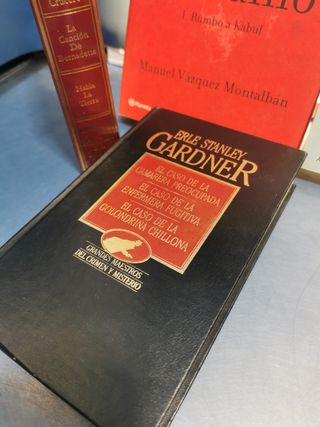 La
Canción De
Bernadette
Habla
La
Tierra
1. Rumbo a Kabul
Manuel Vázquez Montalbán
Planeta
ERLE STANLEY
GARDNER
EL CASO DE LA
CAMARERA PREOCUPADA
EL CASO DE LA
ENFERMERA FUGITIVA
EL CASO DE LA
GOLONDRINA CHILLONA
GRANDES MAESTROS
DEL CRIMEN Y MISTERIO